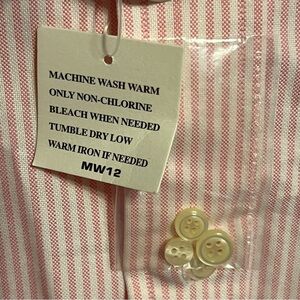 MACHINE WASH WARM
ONLY NON-CHLORINE
BLEACH WHEN NEEDED
TUMBLE DRY LOW
WARM IRON IF NEEDED
MW12